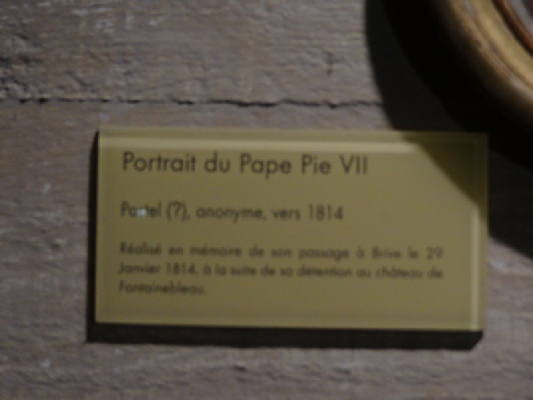 Portrait du Pape Pie VII
Pastel (?), anonyme, vers 1814
Réalisé en mémoire de son passage à Brive le 29
Janvier 1814, à la suite de sa détention au château de
Fontainebleau.